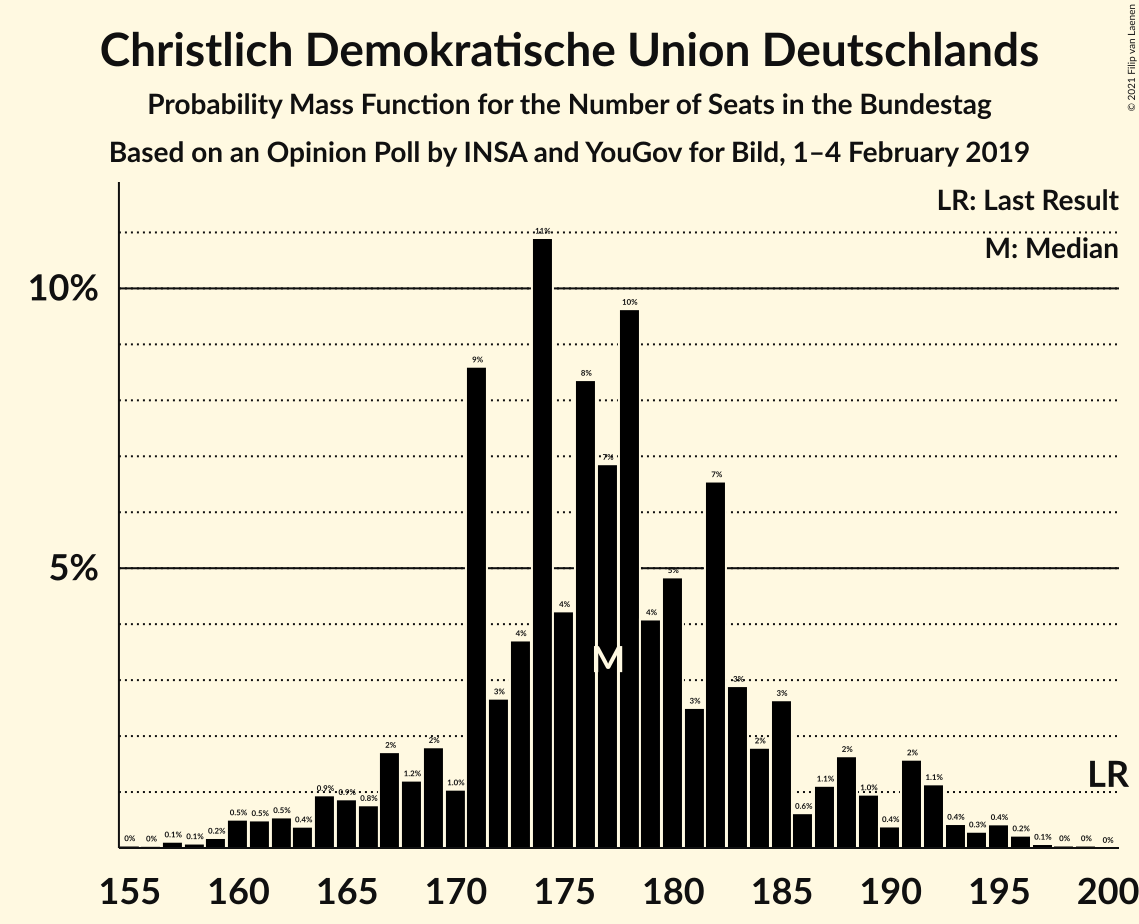 Christlich Demokratische Union Deutschlands
Probability Mass Function for the Number of Seats in the Bundestag
Based on an Opinion Poll by INSA and YouGov for Bild, 1–4 February 2019
© 2021 Filip van Laenen
LR: Last Result
M: Median
10%
5%
0% 0% 0.1% 0.1% 0.2% 0.5% 0.5% 0.5% 0.4% 0.9% 0.9% 0.8% 2% 1.2% 2% 1.0% 9% 3% 4% 11% 4% 8% 7% 10% 4% 5% 3% 7% 3% 2% 3% 0.6% 1.1% 2% 1.0% 0.4% 2% 1.1% 0.4% 0.3% 0.4% 0.2% 0.1% 0% 0% 0%
M
LR
155 160 165 170 175 180 185 190 195 200